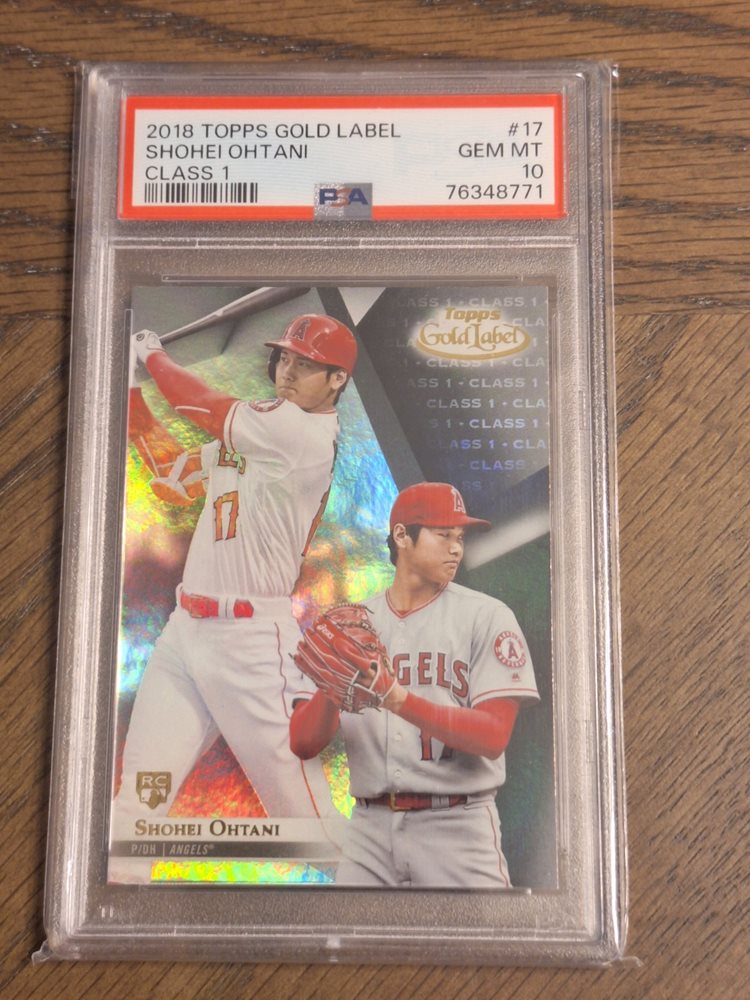 2018 TOPPS GOLD LABEL #17
SHOHEI OHTANI GEM MT
CLASS 1 10
PSA 76348771
CLASS 1 • CLASS 1
Topps
Gold Label
CLASS 1 • CLASS 1
CLASS 1 • CLASS
S 1 • CLASS 1
CLASS 1 • CLASS
A
A
17
ANGELS
17
RC
SHOHEI OHTANI
P/DH | ANGELS®